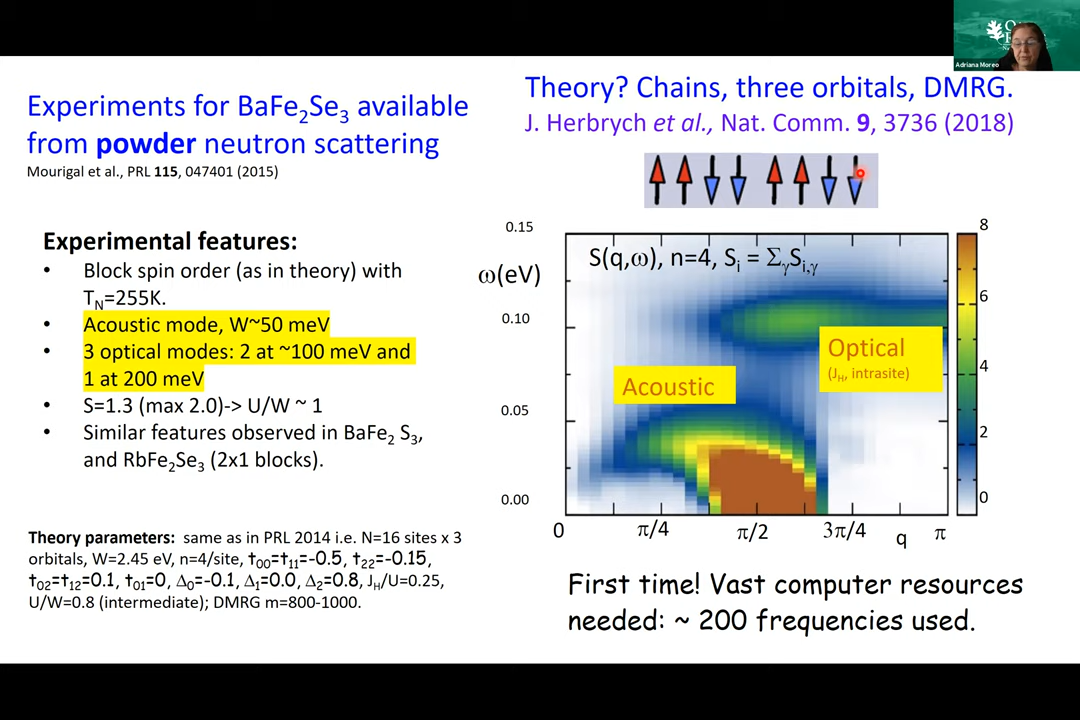 Adriana Moreo
Experiments for BaFe₂Se₃ available
from powder neutron scattering
Mourigal et al., PRL 115, 047401 (2015)
Experimental features:
• Block spin order (as in theory) with
T_N=255K.
• Acoustic mode, W~50 meV
• 3 optical modes: 2 at ~100 meV and
1 at 200 meV
• S=1.3 (max 2.0)-> U/W ~ 1
• Similar features observed in BaFe₂ S₃,
and RbFe₂Se₃ (2x1 blocks).
Theory parameters: same as in PRL 2014 i.e. N=16 sites x 3
orbitals, W=2.45 eV, n=4/site, t₀₀=t₁₁=-0.5, t₂₂=-0.15,
t₀₂=t₁₂=0.1, t₀₁=0, Δ₀=-0.1, Δ₁=0.0, Δ₂=0.8, J_H/U=0.25,
U/W=0.8 (intermediate); DMRG m=800-1000.
Theory? Chains, three orbitals, DMRG.
J. Herbrych et al., Nat. Comm. 9, 3736 (2018)
S(q,ω), n=4, S_i = Σ_γS_i,γ
ω(eV)
0.15
0.10
0.05
0.00
Acoustic
Optical
(J_H, intrasite)
8
6
4
2
0
0 π/4 π/2 3π/4 q π
First time! Vast computer resources
needed: ~ 200 frequencies used.